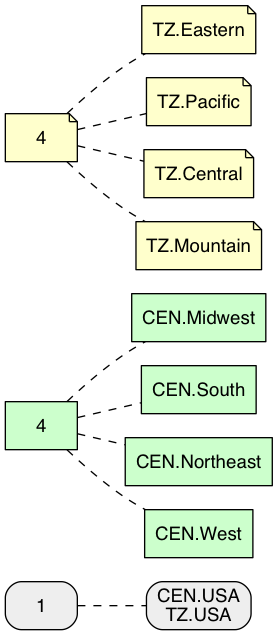 4
TZ.Eastern
TZ.Pacific
TZ.Central
TZ.Mountain
4
CEN.Midwest
CEN.South
CEN.Northeast
CEN.West
1
CEN.USA
TZ.USA